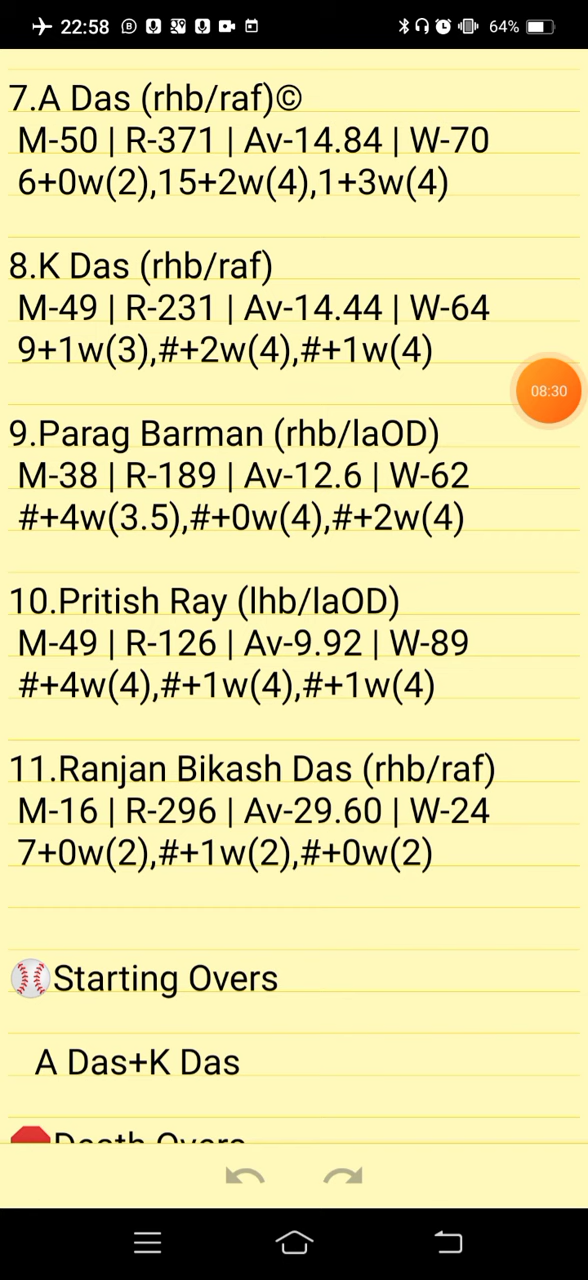 22:58
64%
7.A Das (rhb/raf)©
M-50 | R-371 | Av-14.84 | W-70
6+0w(2),15+2w(4),1+3w(4)
8.K Das (rhb/raf)
M-49 | R-231 | Av-14.44 | W-64
9+1w(3),#+2w(4),#+1w(4)
08:30
9.Parag Barman (rhb/laOD)
M-38 | R-189 | Av-12.6 | W-62
#+4w(3.5),#+0w(4),#+2w(4)
10.Pritish Ray (lhb/laOD)
M-49 | R-126 | Av-9.92 | W-89
#+4w(4),#+1w(4),#+1w(4)
11.Ranjan Bikash Das (rhb/raf)
M-16 | R-296 | Av-29.60 | W-24
7+0w(2),#+1w(2),#+0w(2)
Starting Overs
A Das+K Das
Death Overs